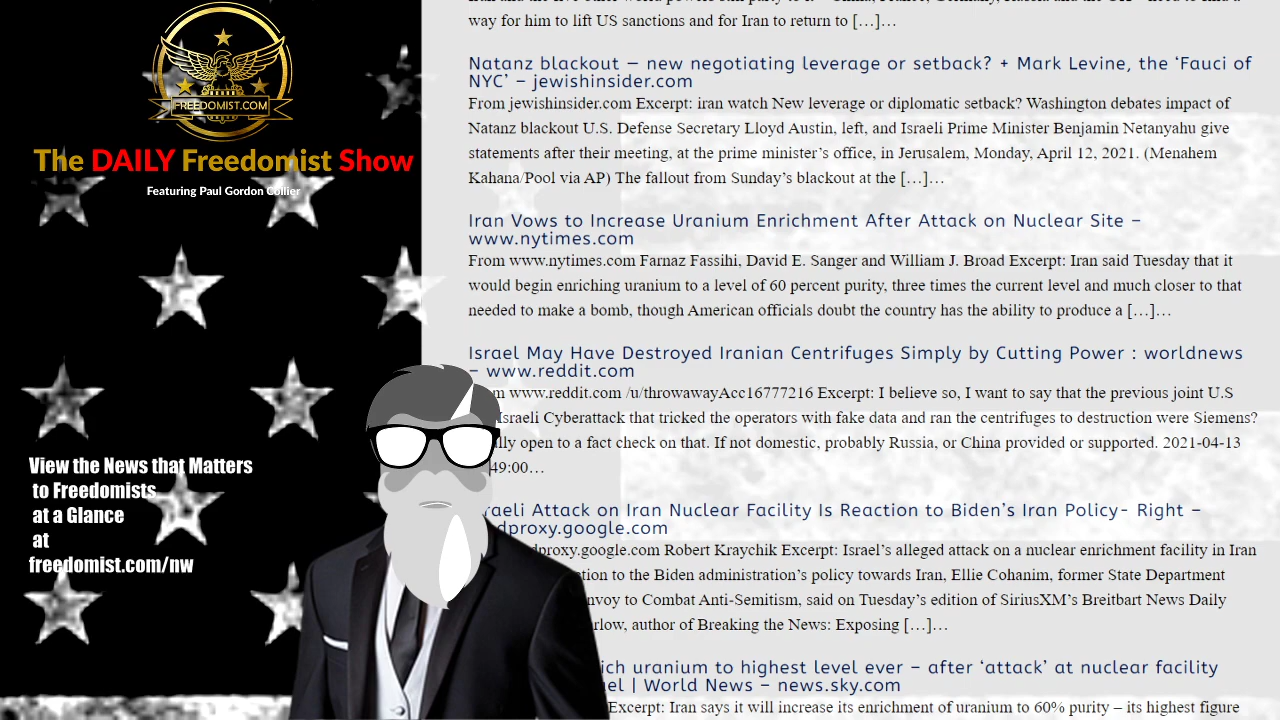 FREEDOMIST.COM
The DAILY Freedomist Show
Featuring Paul Gordon Collier
View the News that Matters
to Freedomists
at a Glance
at
freedomist.com/nw
way for him to lift US sanctions and for Iran to return to […]…
Natanz blackout – new negotiating leverage or setback? + Mark Levine, the ‘Fauci of
NYC’ – jewishinsider.com
From jewishinsider.com Excerpt: iran watch New leverage or diplomatic setback? Washington debates impact of
Natanz blackout U.S. Defense Secretary Lloyd Austin, left, and Israeli Prime Minister Benjamin Netanyahu give
statements after their meeting, at the prime minister’s office, in Jerusalem, Monday, April 12, 2021. (Menahem
Kahana/Pool via AP) The fallout from Sunday’s blackout at the […]…
Iran Vows to Increase Uranium Enrichment After Attack on Nuclear Site –
www.nytimes.com
From www.nytimes.com Farnaz Fassihi, David E. Sanger and William J. Broad Excerpt: Iran said Tuesday that it
would begin enriching uranium to a level of 60 percent purity, three times the current level and much closer to that
needed to make a bomb, though American officials doubt the country has the ability to produce a […]…
Israel May Have Destroyed Iranian Centrifuges Simply by Cutting Power : worldnews
– www.reddit.com
www.reddit.com /u/throwawayAcc16777216 Excerpt: I believe so, I want to say that the previous joint U.S
Israeli Cyberattack that tricked the operators with fake data and ran the centrifuges to destruction were Siemens?
open to a fact check on that. If not domestic, probably Russia, or China provided or supported. 2021-04-13
49:00…
Attack on Iran Nuclear Facility Is Reaction to Biden’s Iran Policy- Right –
dproxy.google.com
dproxy.google.com Robert Kraychik Excerpt: Israel’s alleged attack on a nuclear enrichment facility in Iran
to the Biden administration’s policy towards Iran, Ellie Cohanim, former State Department
to Combat Anti-Semitism, said on Tuesday’s edition of SiriusXM’s Breitbart News Daily
author of Breaking the News: Exposing […]…
uranium to highest level ever – after ‘attack’ at nuclear facility
| World News – news.sky.com
Excerpt: Iran says it will increase its enrichment of uranium to 60% purity – its highest figure